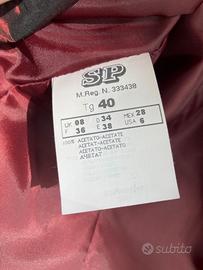 SP
M.Reg. N. 333438
Tg 40
UK 08 D 34 MEX 28
F 36 E 38 USA 6
100% ACETATO-ACETATE
ACETAT-ACETATE
ACETATO-ACETATO
АЦЕТАТ
subito